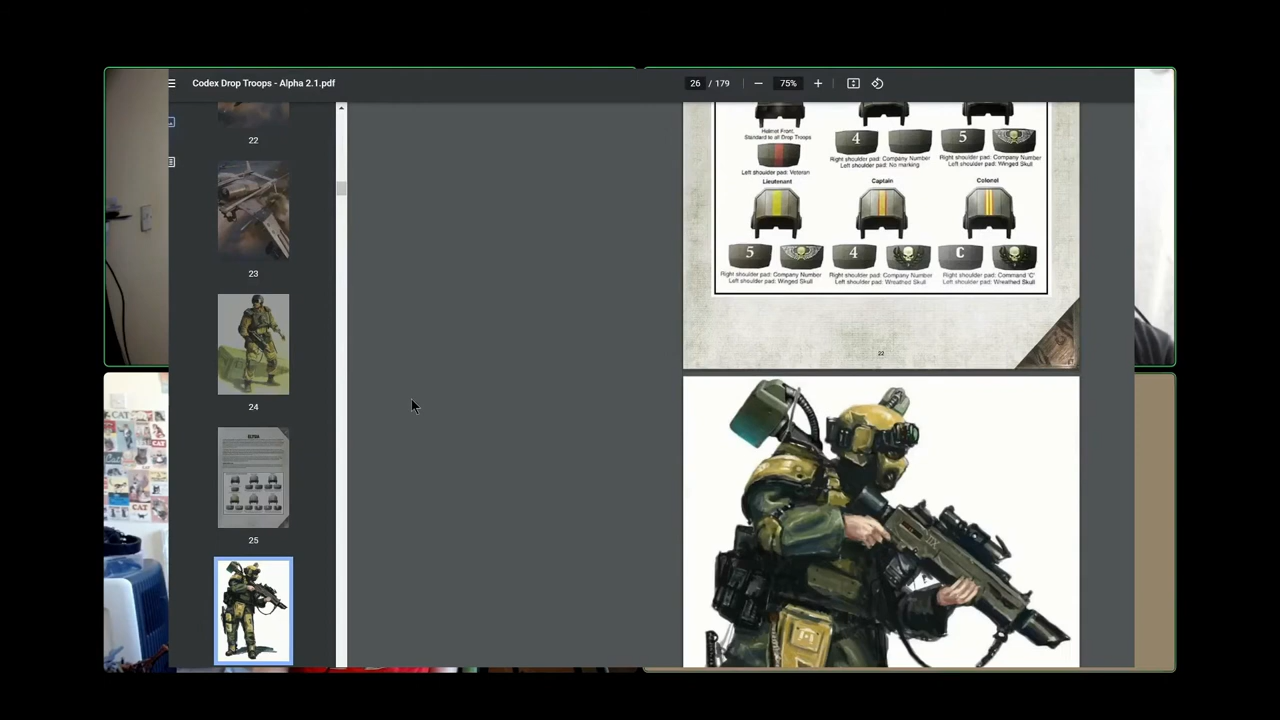 Codex Drop Troops - Alpha 2.1.pdf
26 / 179
75%
22
23
24
25
Helmet Front,
Standard to all Drop Troops
Left shoulder pad: Veteran
4
Right shoulder pad: Company Number
Left shoulder pad: No marking
5
Right shoulder pad: Company Number
Left shoulder pad: Winged Skull
Lieutenant
Captain
Colonel
5
4
C
Right shoulder pad: Company Number
Left shoulder pad: Winged Skull
Right shoulder pad: Company Number
Left shoulder pad: Wreathed Skull
Right shoulder pad: Command 'C'
Left shoulder pad: Wreathed Skull
22
CAT
CAT
CAT